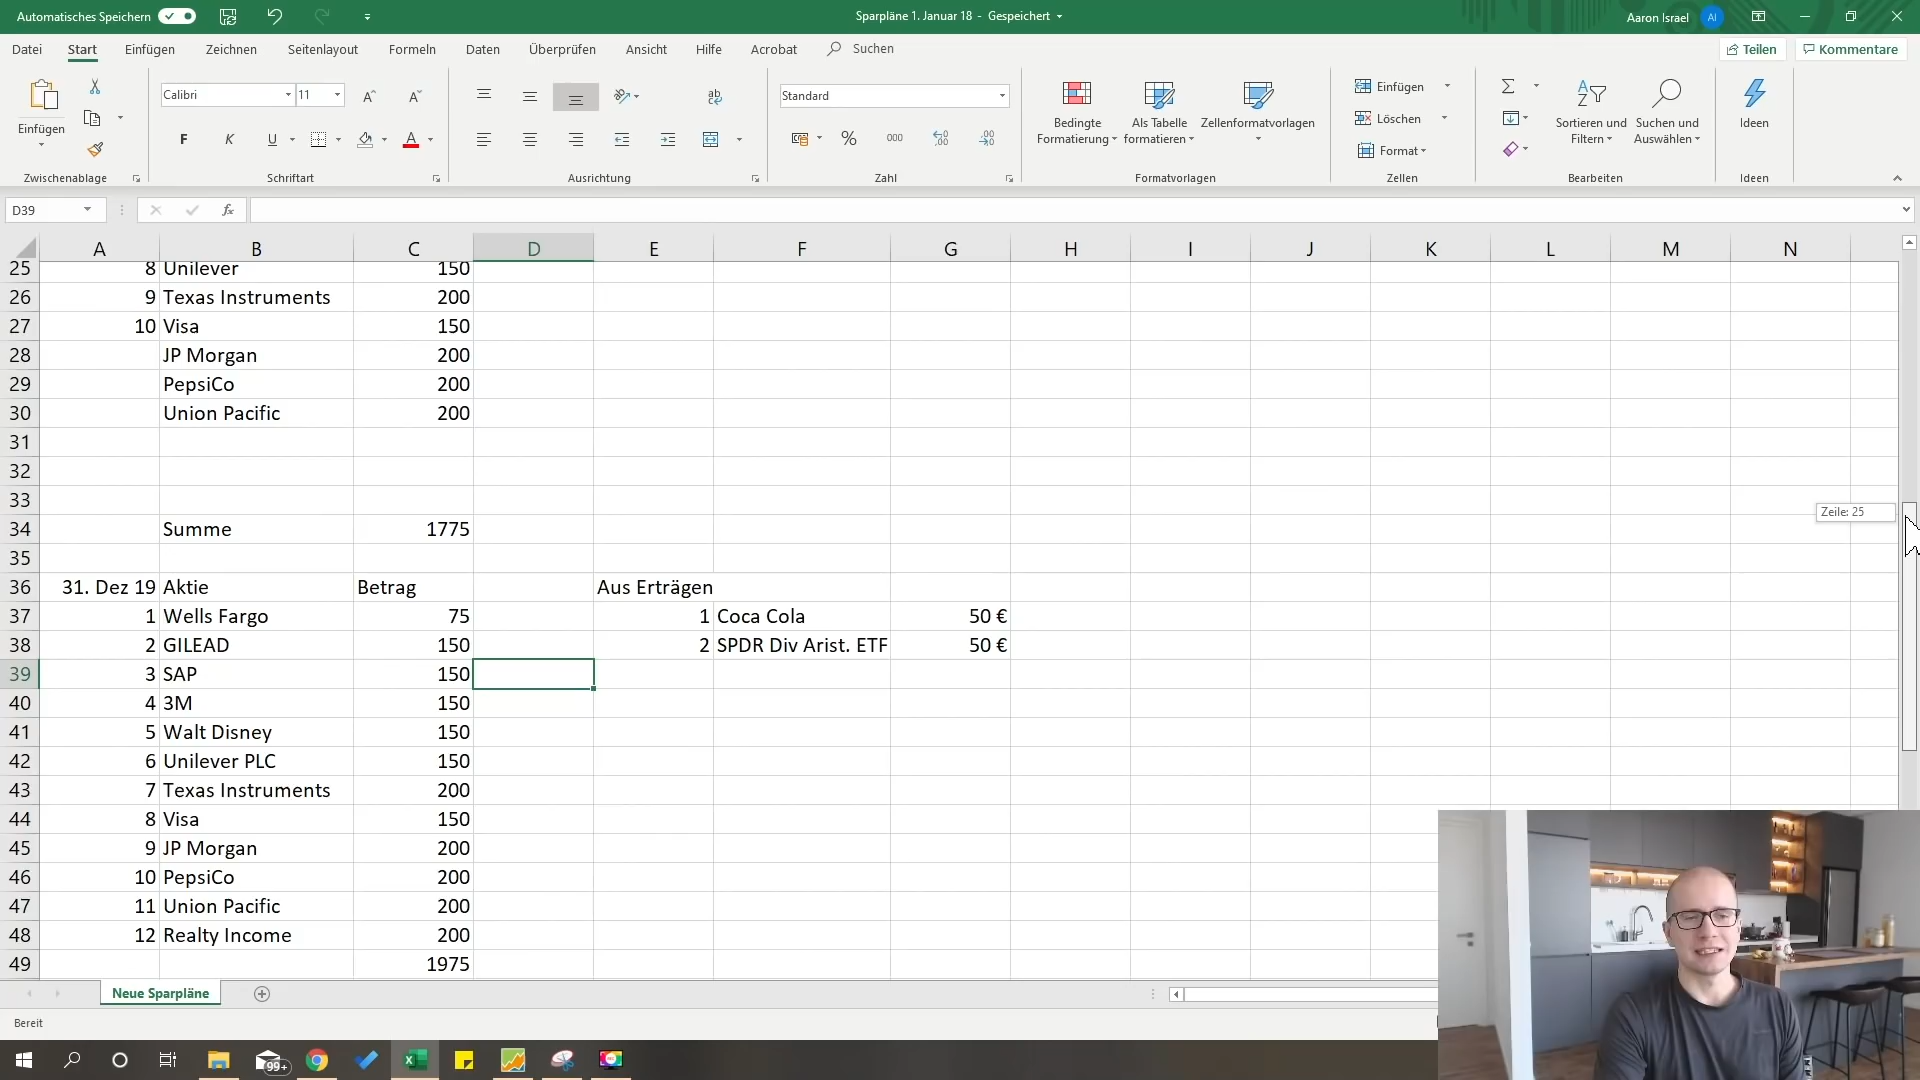 Automatisches Speichern
Sparpläne 1. Januar 18 - Gespeichert
Aaron Israel AI
Datei Start Einfügen Zeichnen Seitenlayout Formeln Daten Überprüfen Ansicht Hilfe Acrobat Suchen Teilen Kommentare
Einfügen
Zwischenablage
Calibri 11
F K U A
Schriftart
ab
Ausrichtung
Standard
% 000
Zahl
Bedingte Formatierung
Als Tabelle formatieren
Zellenformatvorlagen
Formatvorlagen
Einfügen
Löschen
Format
Zellen
Sortieren und Filtern
Suchen und Auswählen
Bearbeiten
Ideen
Ideen
D39 fx
A B C D E F G H I J K L M N
25 8 Unilever 150
26 9 Texas Instruments 200
27 10 Visa 150
28 JP Morgan 200
29 PepsiCo 200
30 Union Pacific 200
31
32
33
Zeile: 25
34 Summe 1775
35
36 31. Dez 19 Aktie Betrag Aus Erträgen
37 1 Wells Fargo 75 1 Coca Cola 50 €
38 2 GILEAD 150 2 SPDR Div Arist. ETF 50 €
39 3 SAP 150
40 4 3M 150
41 5 Walt Disney 150
42 6 Unilever PLC 150
43 7 Texas Instruments 200
44 8 Visa 150
45 9 JP Morgan 200
46 10 PepsiCo 200
47 11 Union Pacific 200
48 12 Realty Income 200
49 1975
Neue Sparpläne
Bereit
99+